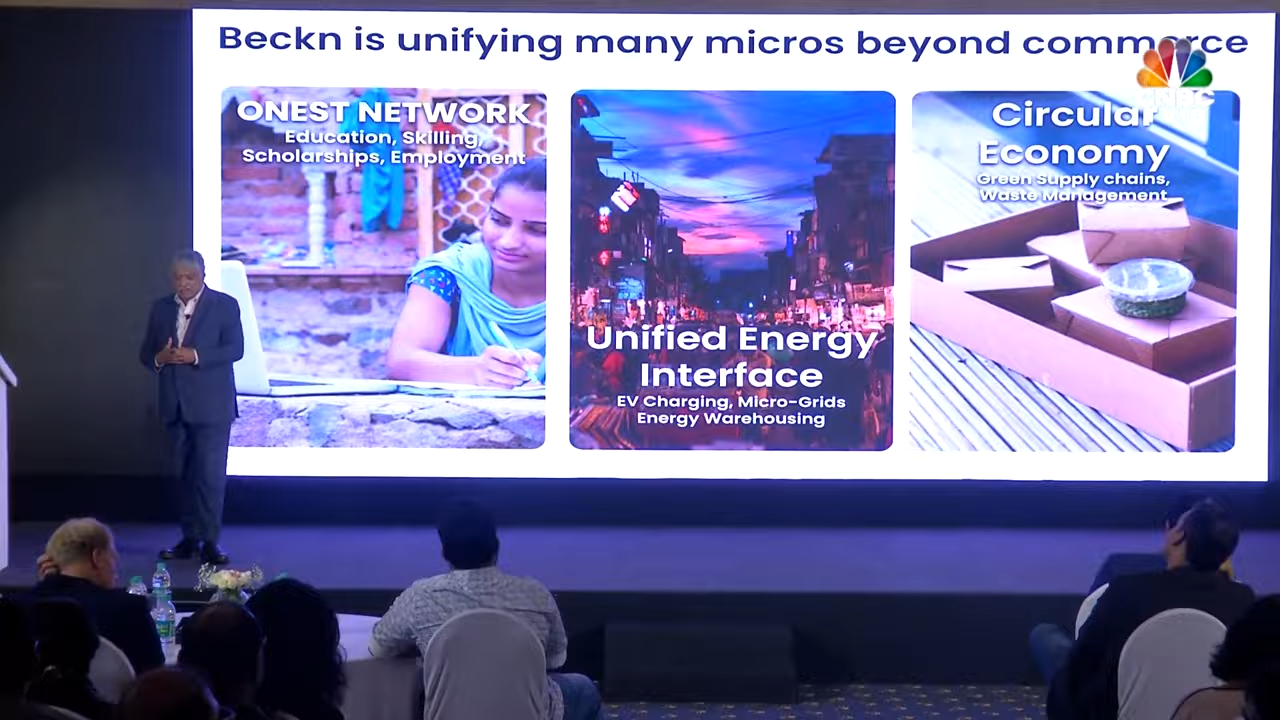 Beckn is unifying many micros beyond commerce
ONEST NETWORK
Education, Skilling,
Scholarships, Employment
Unified Energy
Interface
EV Charging, Micro-Grids
Energy Warehousing
Circular
Economy
Green Supply chains,
Waste Management
CNBC